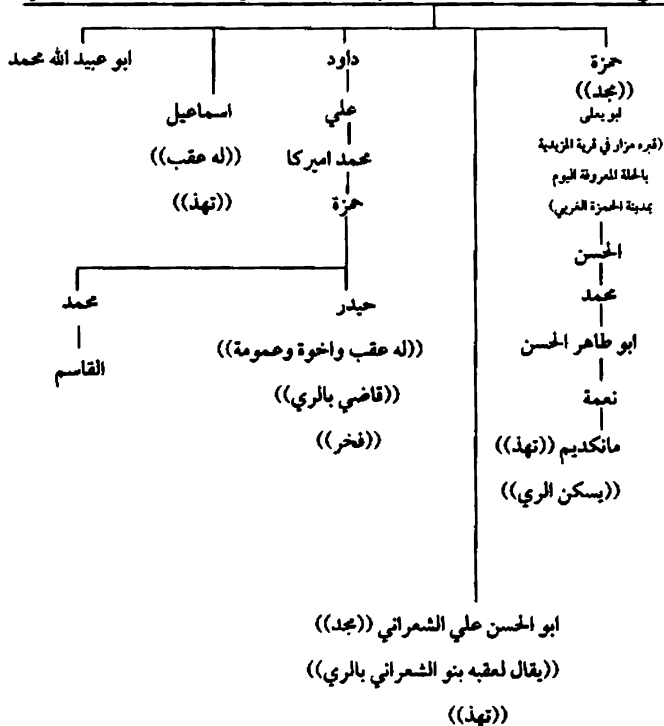 حمزة
((مجد))
ابو يعلى
(قبره مزار في قرية المزيدية
بالحلة المعروفة اليوم
بمدينة الحمزة الغربي)
الحسن
محمد
ابو طاهر الحسن
نعمة
مانكديم ((تهذ))
((يسكن الري))
ابو الحسن علي الشعراني ((مجد))
((يقال لعقبه بنو الشعراني بالري))
((تهذ))
داود
علي
محمد اميركا
حمزة
حيدر
((له عقب واخوة وعمومة))
((قاضي بالري))
((فخر))
محمد
القاسم
اسماعيل
((له عقب))
((تهذ))
ابو عبيد الله محمد